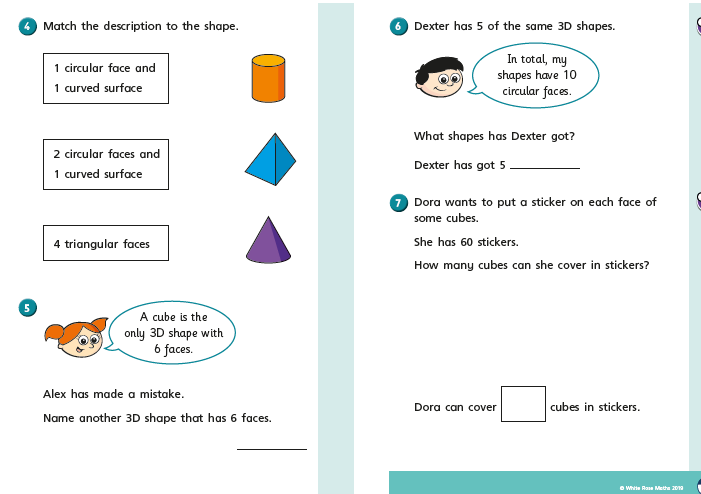 4 Match the description to the shape.
1 circular face and
1 curved surface
2 circular faces and
1 curved surface
4 triangular faces
5
A cube is the
only 3D shape with
6 faces.
Alex has made a mistake.
Name another 3D shape that has 6 faces.
6 Dexter has 5 of the same 3D shapes.
In total, my
shapes have 10
circular faces.
What shapes has Dexter got?
Dexter has got 5
7 Dora wants to put a sticker on each face of
some cubes.
She has 60 stickers.
How many cubes can she cover in stickers?
Dora can cover cubes in stickers.
© White Rose Maths 2019